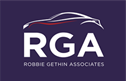 RGA
ROBBIE GETHIN ASSOCIATES